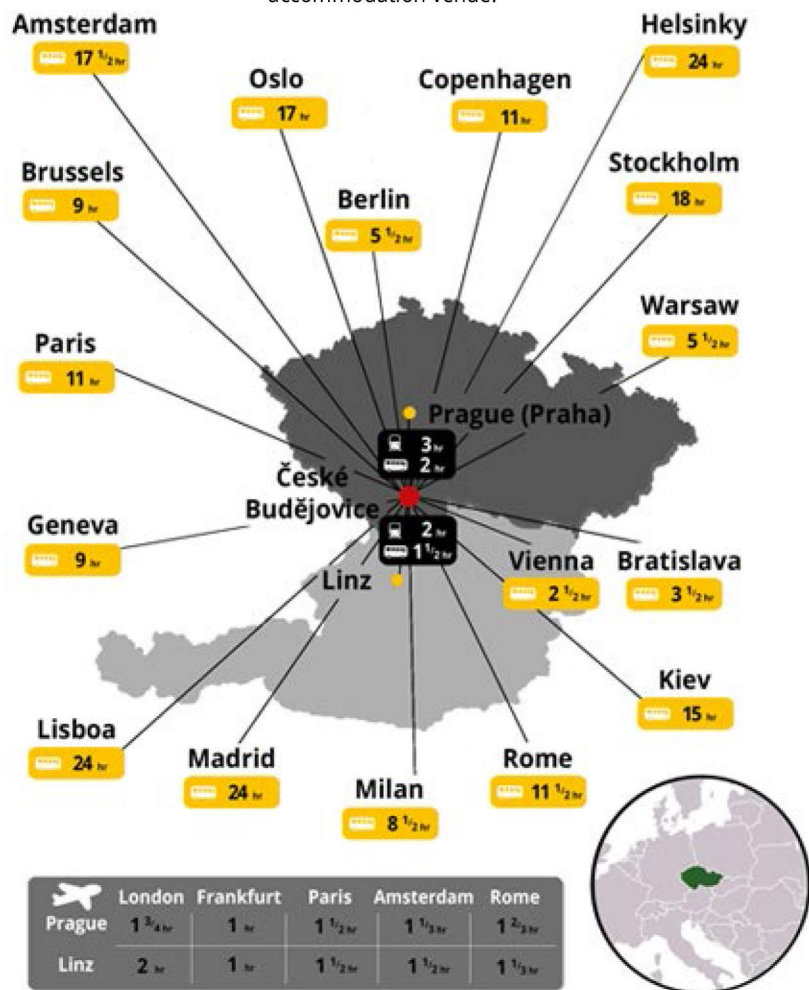 accommodation venue.
Amsterdam
17 1/2 hr
Helsinky
24 hr
Oslo
17 hr
Copenhagen
11 hr
Brussels
9 hr
Stockholm
18 hr
Berlin
5 1/2 hr
Warsaw
5 1/2 hr
Paris
11 hr
Prague (Praha)
3 hr
2 hr
České
Budějovice
2 hr
1 1/2 hr
Geneva
9 hr
Linz
Vienna
2 1/2 hr
Bratislava
3 1/2 hr
Kiev
15 hr
Lisboa
24 hr
Madrid
24 hr
Milan
8 1/2 hr
Rome
11 1/2 hr
London Frankfurt Paris Amsterdam Rome
Prague 1 3/4 hr 1 hr 1 1/2 hr 1 1/3 hr 1 2/3 hr
Linz 2 hr 1 hr 1 1/2 hr 1 1/2 hr 1 1/3 hr